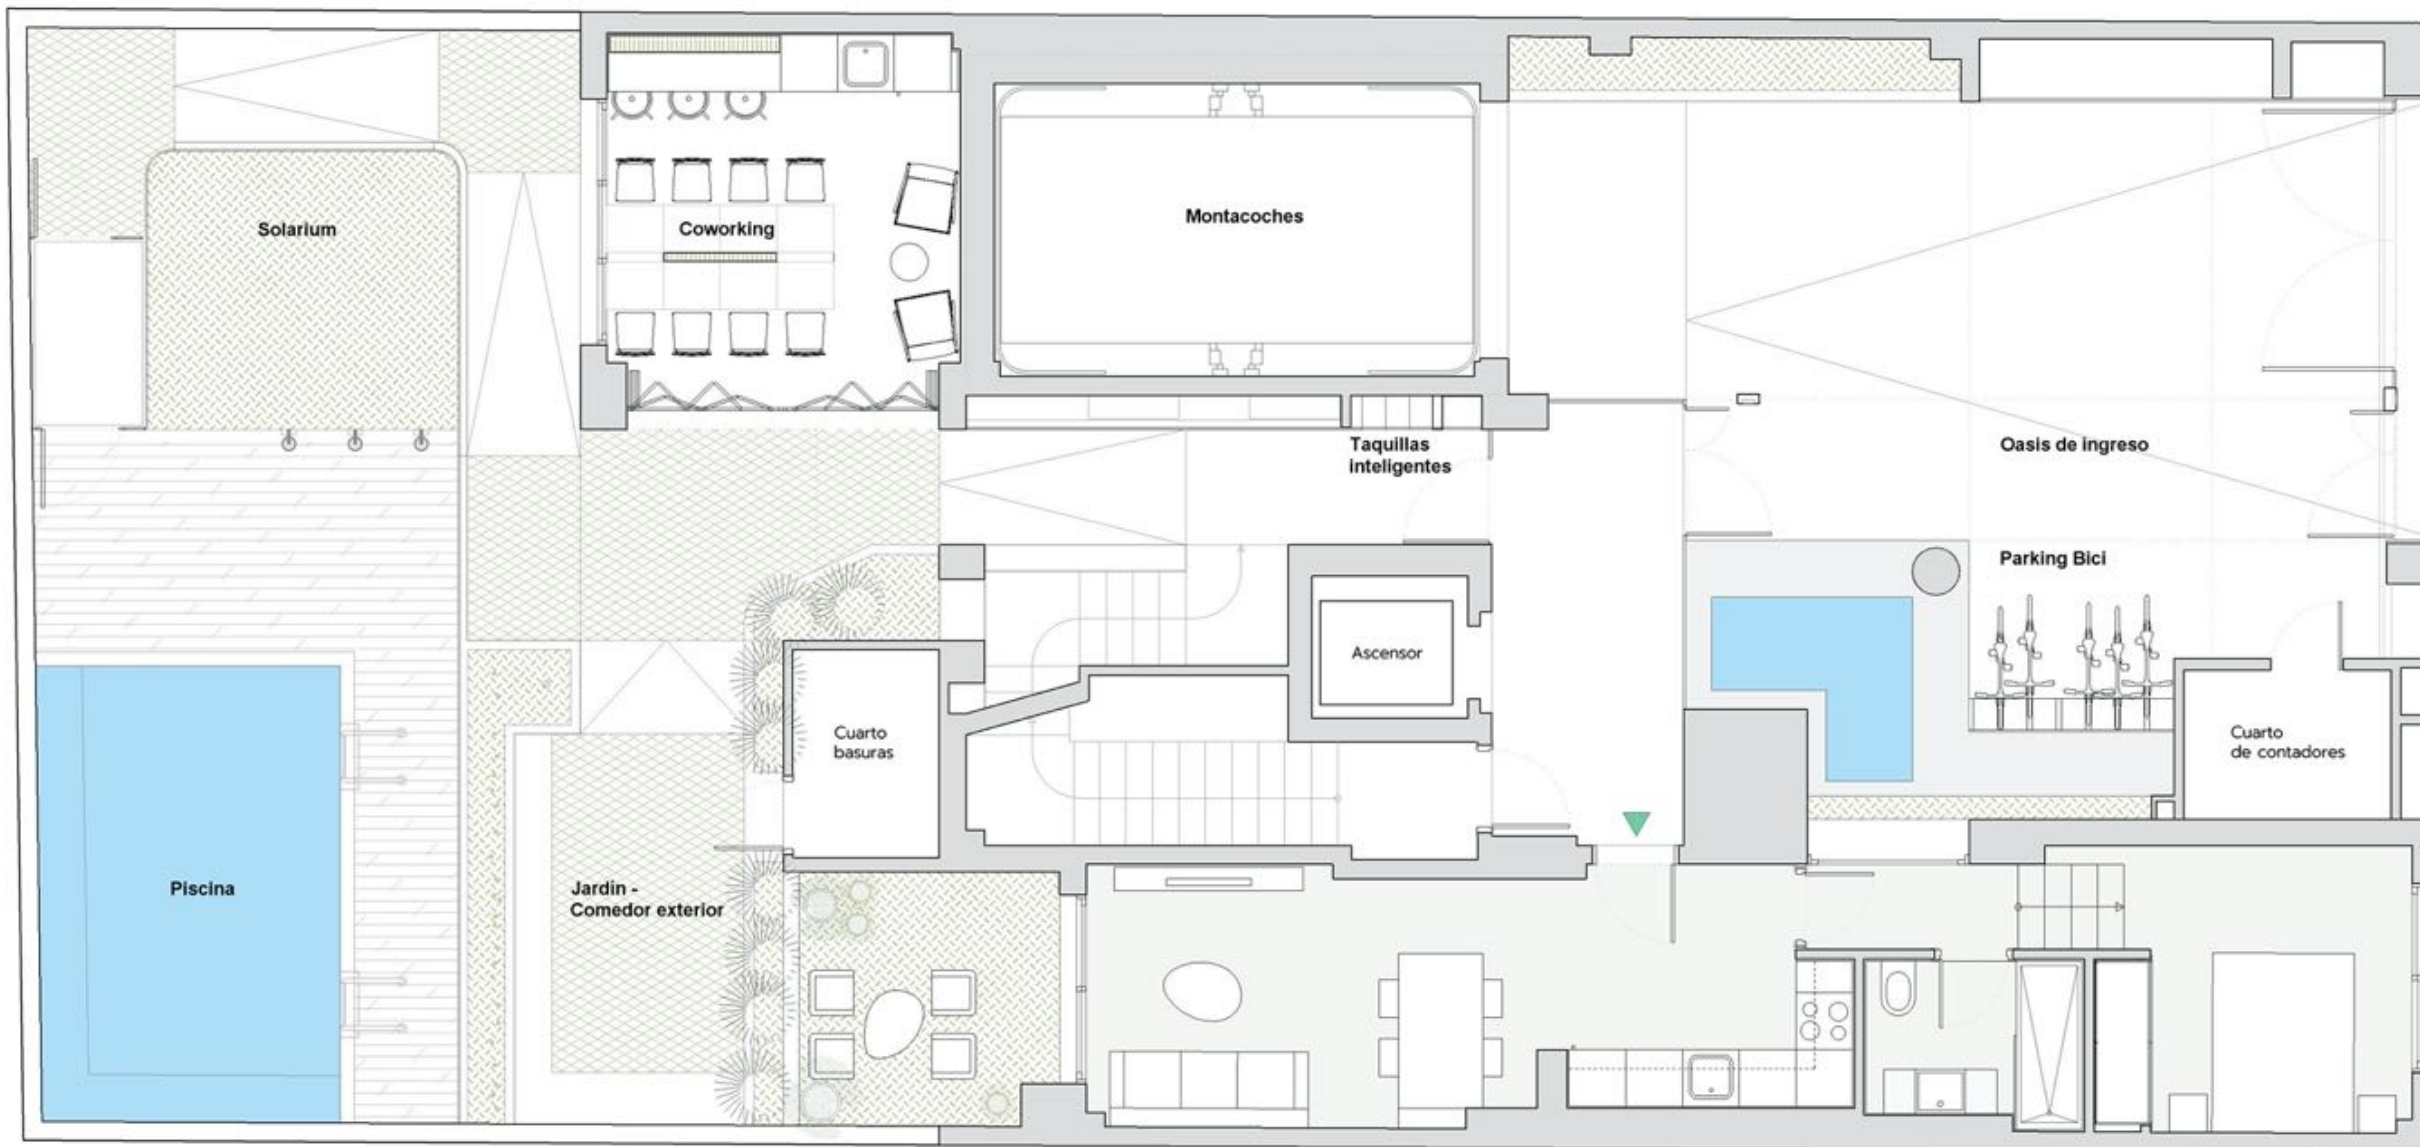 Solarium
Coworking
Montacoches
Taquillas
inteligentes
Oasis de ingreso
Parking Bici
Ascensor
Cuarto
basuras
Cuarto
de contadores
Piscina
Jardin -
Comedor exterior